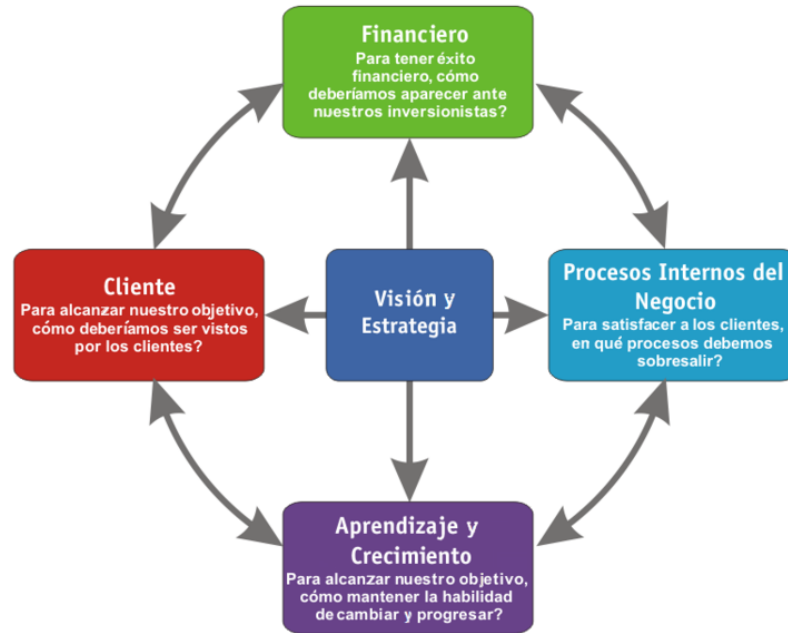 Financiero
Para tener éxito
financiero, cómo
deberíamos aparecer ante
nuestros inversionistas?
Cliente
Para alcanzar nuestro objetivo,
cómo deberíamos ser vistos
por los clientes?
Visión y
Estrategia
Procesos Internos del
Negocio
Para satisfacer a los clientes,
en qué procesos debemos
sobresalir?
Aprendizaje y
Crecimiento
Para alcanzar nuestro objetivo,
cómo mantener la habilidad
de cambiar y progresar?